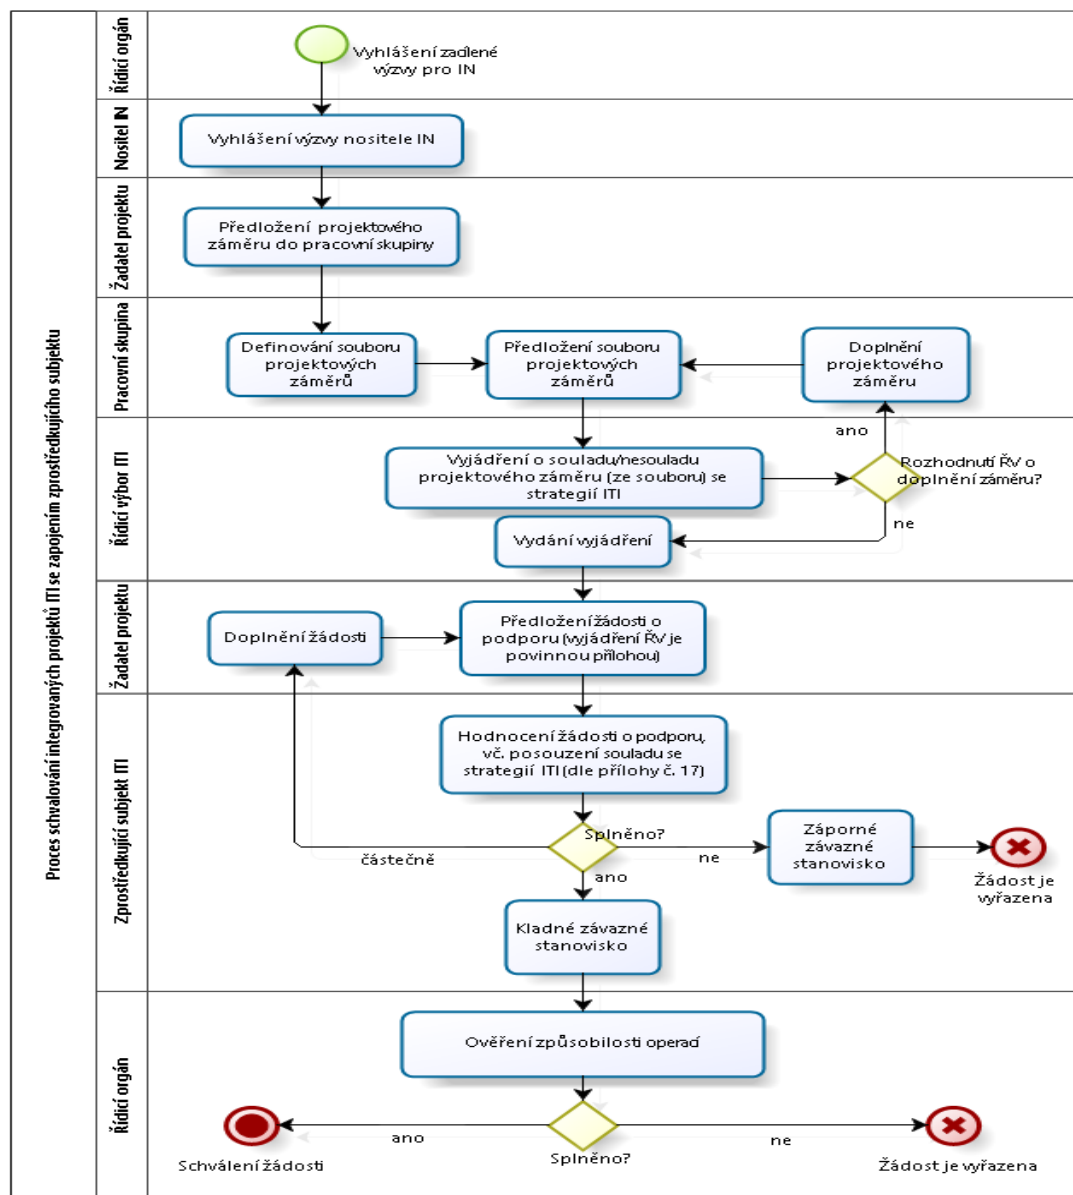 Proces schvalování integrovaných projektů ITI se zapojením zprostředkujícího subjektu
Řídicí orgán
Vyhlášení zacílené
výzvy pro IN
Nositel IN
Vyhlášení výzvy nositele IN
Žadatel projektu
Předložení projektového
záměru do pracovní skupiny
Pracovní skupina
Definování souboru
projektových
záměrů
Předložení souboru
projektových
záměrů
Doplnění
projektového
záměru
Řídicí výbor ITI
ano
Vyjádření o souladu/nesouladu
projektového záměru (ze souboru) se
strategií ITI
Rozhodnutí ŘV o
doplnění záměru?
ne
Vydání vyjádření
Žadatel projektu
Doplnění žádosti
Předložení žádosti o
podporu (vyjádření ŘV je
povinnou přílohou)
Zprostředkující subjekt ITI
Hodnocení žádosti o podporu,
vč. posouzení souladu se
strategií ITI (dle přílohy č. 17)
Splněno?
částečně
ne
ano
Záporné
závazné
stanovisko
Žádost je
vyřazena
Kladné závazné
stanovisko
Řídicí orgán
Ověření způsobilosti operací
ano
ne
Splněno?
Schválení žádosti
Žádost je vyřazena